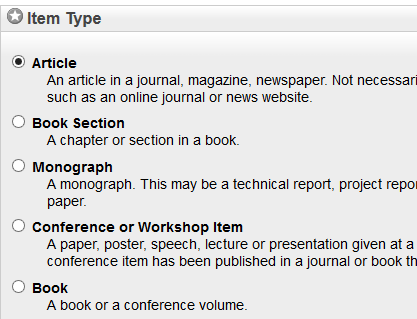 Item Type
Article
An article in a journal, magazine, newspaper. Not
such as an online journal or news website.
Book Section
A chapter or section in a book.
Monograph
A monograph. This may be a technical report, project
paper.
Conference or Workshop Item
A paper, poster, speech, lecture or presentation given at a
conference item has been published in a journal or book
Book
A book or a conference volume.